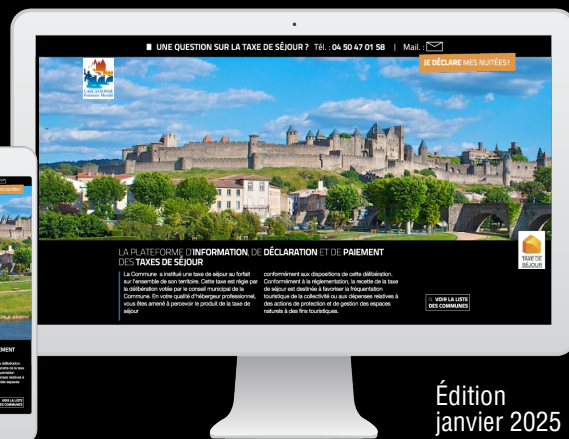 UNE QUESTION SUR LA TAXE DE SÉJOUR ? Tél. : 04 50 47 01 58 | Mail. :
JE DÉCLARE MES NUITÉES !
CARCASSONNE
LA PLATEFORME D'INFORMATION, DE DÉCLARATION ET DE PAIEMENT
DES TAXES DE SÉJOUR
La Commune a institué une taxe de séjour au forfait
sur l'ensemble de son territoire. Cette taxe est régie par
la délibération votée par le conseil municipal de la
Commune. En votre qualité d'hébergeur professionnel,
vous êtes amené à percevoir le produit de la taxe de
séjour
conformément aux dispositions de cette délibération.
Conformément à la réglementation, la recette de la taxe
de séjour est destinée à favoriser la fréquentation
touristique de la collectivité ou aux dépenses relatives à
des actions de protection et de gestion des espaces
naturels à des fins touristiques.
TAXE DE
SÉJOUR
VOIR LA LISTE
DES COMMUNES
VOIR LA LISTE
DES COMMUNES
Édition
janvier 2025